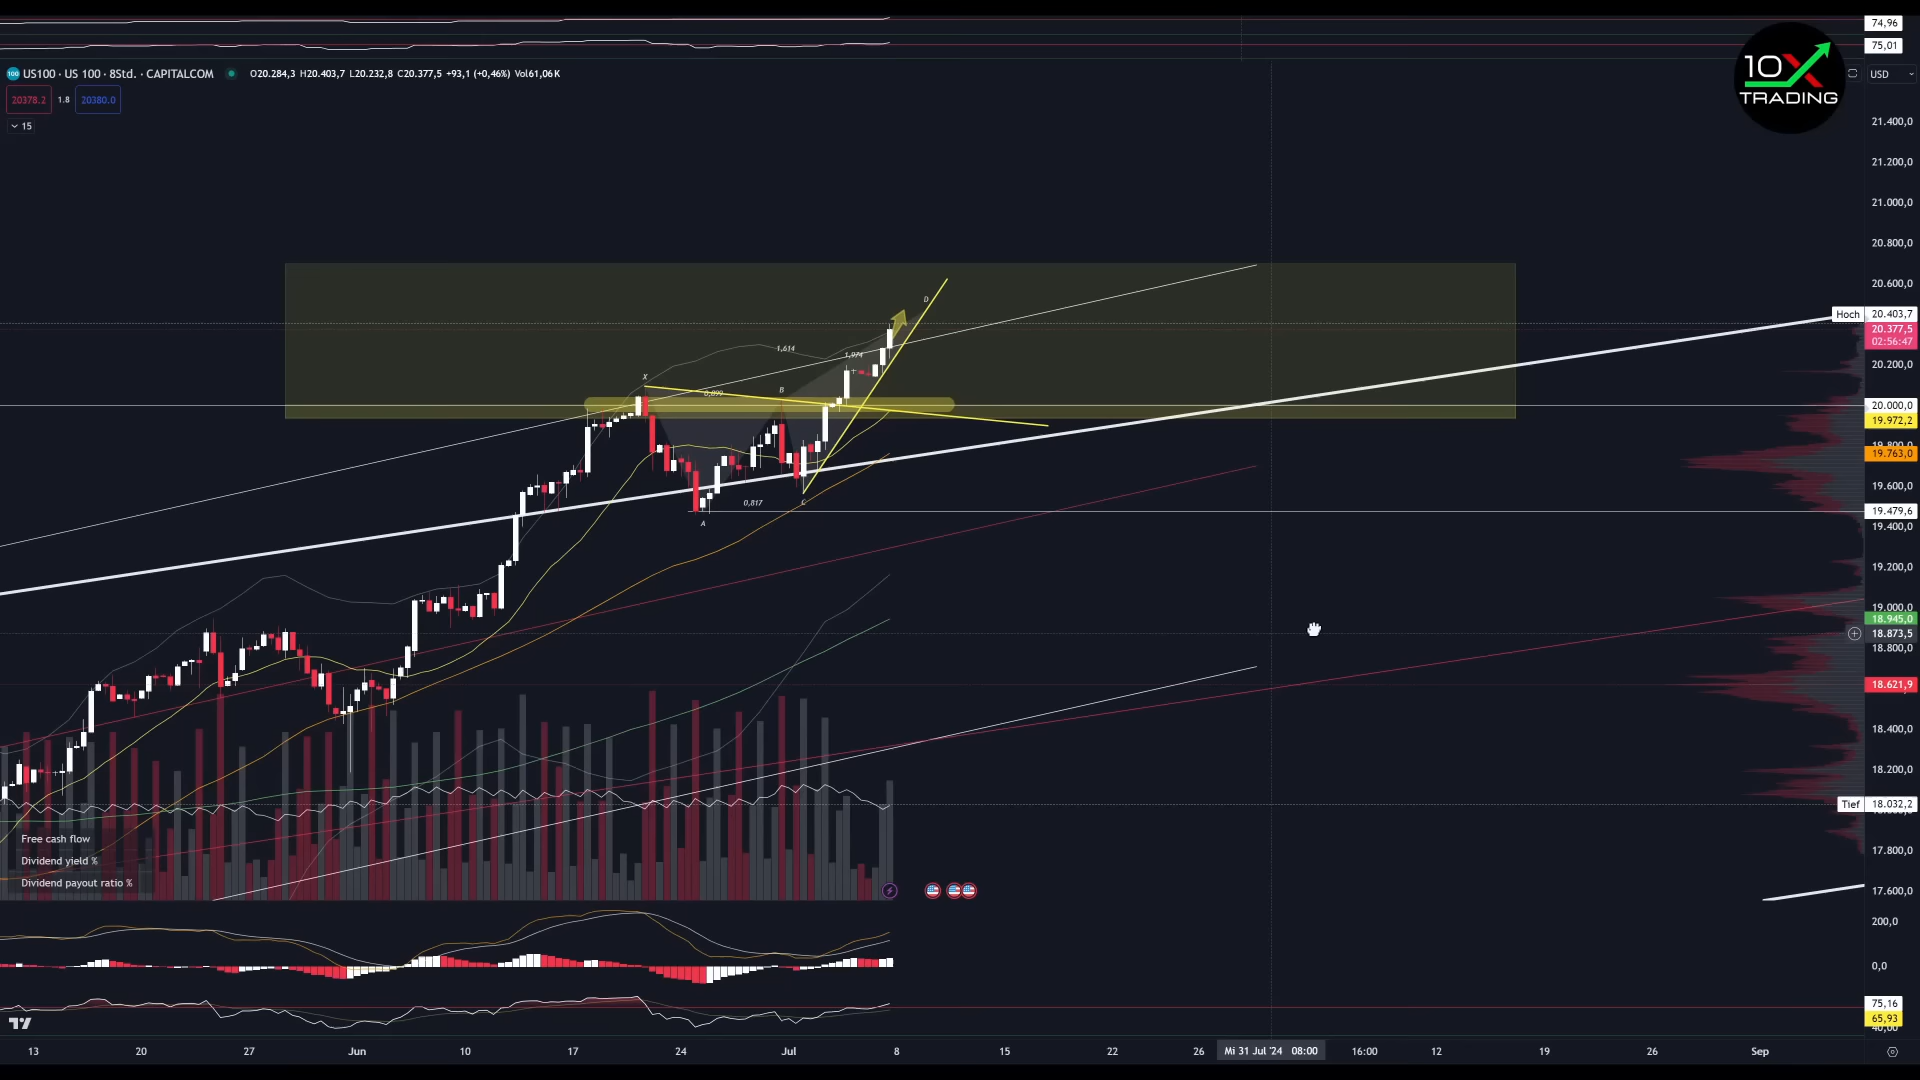 74,96
75,01
10X
TRADING
US100 · US 100 · 8Std. · CAPITALCOM O20.284,3 H20.403,7 L20.232,8 C20.377,5 +93,1 (+0,46%) Vol61,06K
USD
20378.2 1.8 20380.0
15
21.400,0
21.200,0
21.000,0
20.800,0
20.600,0
D
Hoch 20.403,7
20.377,5
02:56:47
1,614
1,974
20.200,0
X
B
20.000,0
19.972,2
19.763,0
19.600,0
0,817
C
19.479,6
A
19.400,0
19.200,0
19.000,0
18.945,0
18.873,5
18.800,0
18.621,9
18.400,0
18.200,0
Tief 18.032,2
Free cash flow
17.800,0
Dividend yield %
Dividend payout ratio %
17.600,0
200,0
0,0
75,16
65,93
13 20 27 Jun 10 17 24 Jul 8 15 22 26 Mi 31 Jul '24 08:00 16:00 12 19 26 Sep